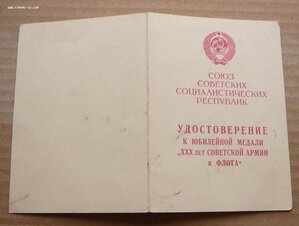 СОЮЗ
СОВЕТСКИХ
СОЦИАЛИСТИЧЕСКИХ
РЕСПУБЛИК
УДОСТОВЕРЕНИЕ
К ЮБИЛЕЙНОЙ МЕДАЛИ
„XXX ЛЕТ СОВЕТСКОЙ АРМИИ
И ФЛОТА“